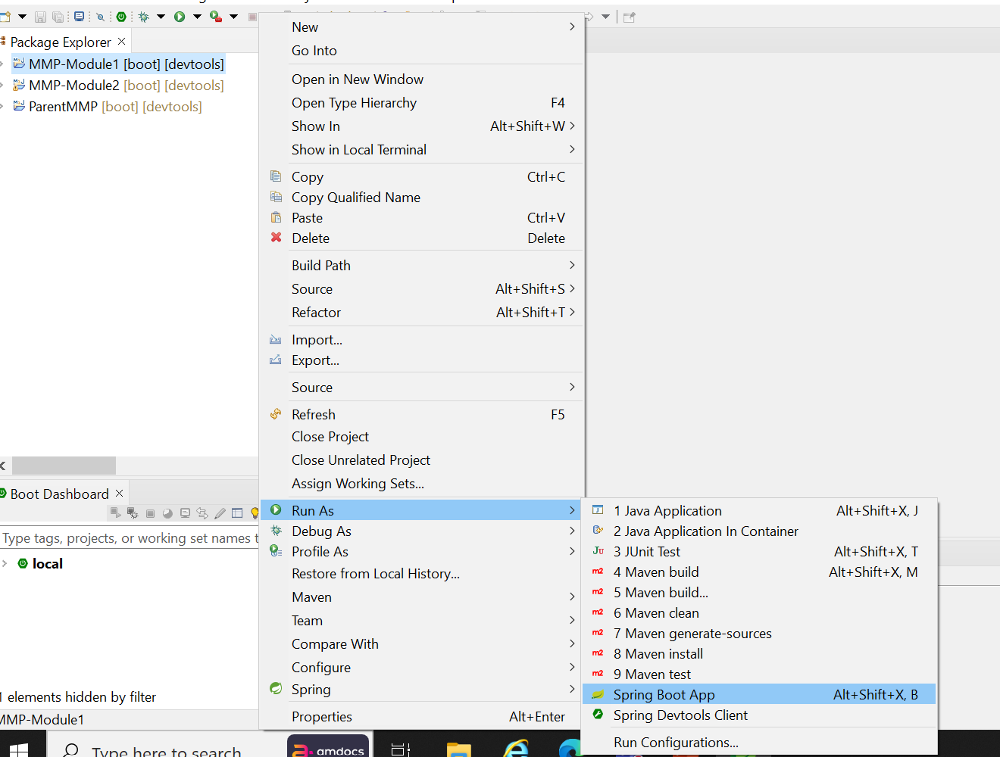 Package Explorer
MMP-Module1 [boot] [devtools]
MMP-Module2 [boot] [devtools]
ParentMMP [boot] [devtools]
New
Go Into
Open in New Window
Open Type Hierarchy F4
Show In Alt+Shift+W
Show in Local Terminal
Copy Ctrl+C
Copy Qualified Name
Paste Ctrl+V
Delete Delete
Build Path
Source Alt+Shift+S
Refactor Alt+Shift+T
Import...
Export...
Source
Refresh F5
Close Project
Close Unrelated Project
Assign Working Sets...
Run As
Debug As
Profile As
Restore from Local History...
Maven
Team
Compare With
Configure
Spring
Properties Alt+Enter
1 Java Application Alt+Shift+X, J
2 Java Application In Container
3 JUnit Test Alt+Shift+X, T
4 Maven build Alt+Shift+X, M
5 Maven build...
6 Maven clean
7 Maven generate-sources
8 Maven install
9 Maven test
Spring Boot App Alt+Shift+X, B
Spring Devtools Client
Run Configurations...
Boot Dashboard
Type tags, projects, or working set names t
local
elements hidden by filter
MMP-Module1
Type here to search
amdocs